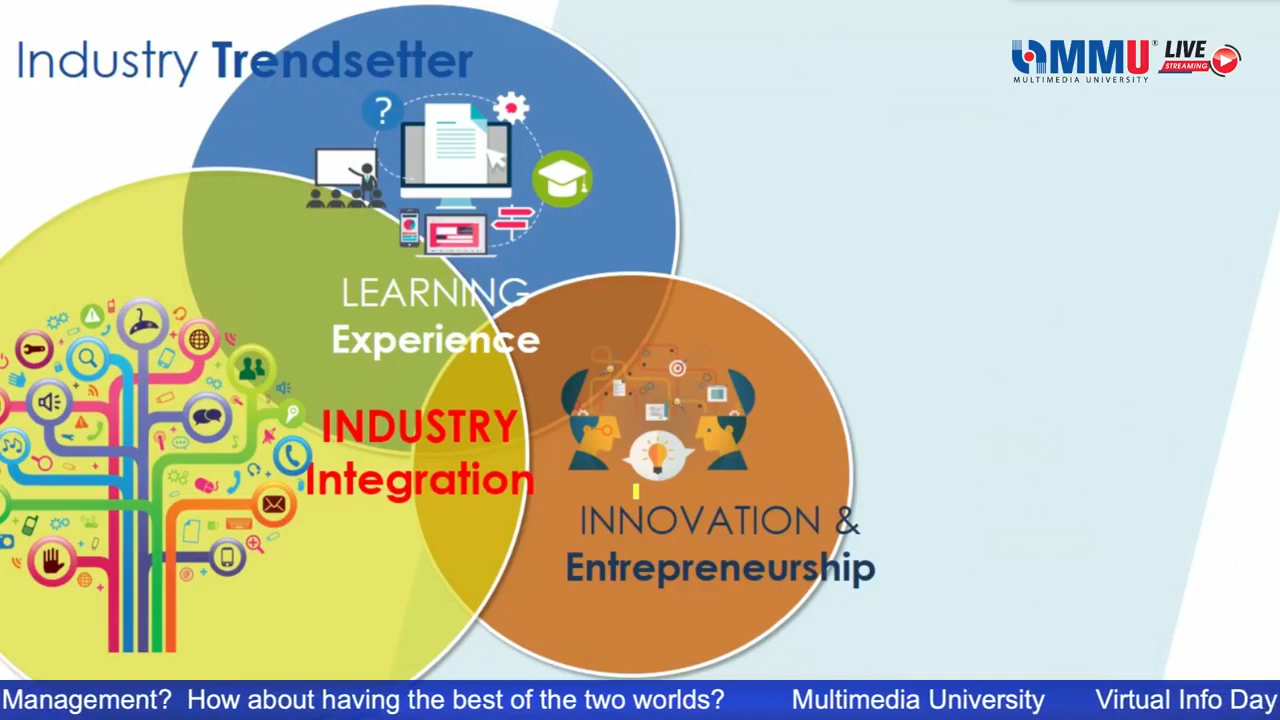 Industry Trendsetter
MMU®
MULTIMEDIA UNIVERSITY
LIVE
STREAMING
?
LEARNING
Experience
INDUSTRY
Integration
INNOVATION &
Entrepreneurship
Management? How about having the best of the two worlds? Multimedia University Virtual Info Day